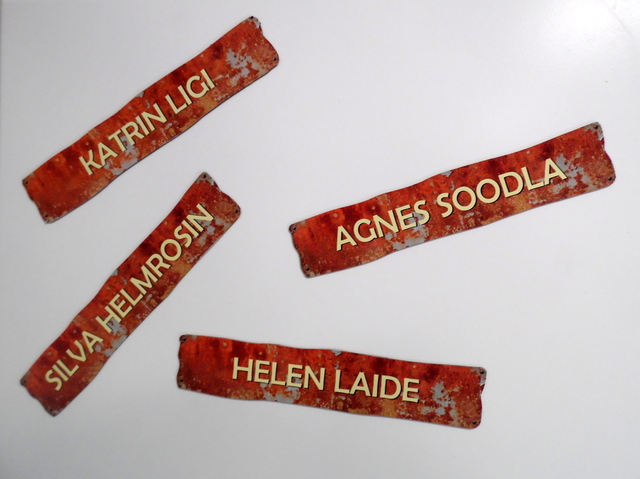 KATRIN LIGI
AGNES SOODLA
SILVA HELMROSIN
HELEN LAIDE